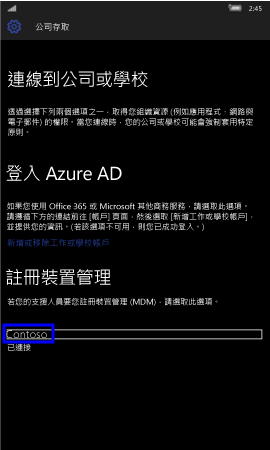 2:45
公司存取
連線到公司或學校
透過選擇下列兩個選項之一，取得您組織資源 (例如應用程式、網路與
電子郵件) 的權限。當您連線時，您的公司或學校可能會強制套用特定
原則。
登入 Azure AD
如果您使用 Office 365 或 Microsoft 其他商務服務，請選取此選項。
請遵循下方的連結前往 [帳戶] 頁面，然後選取 [新增工作或學校帳戶]，
並提供您的資訊。(若該選項不可用，則您已成功登入。)
新增或移除工作或學校帳戶
註冊裝置管理
若您的支援人員要您註冊裝置管理 (MDM)，請選取此選項。
Contoso
已連接